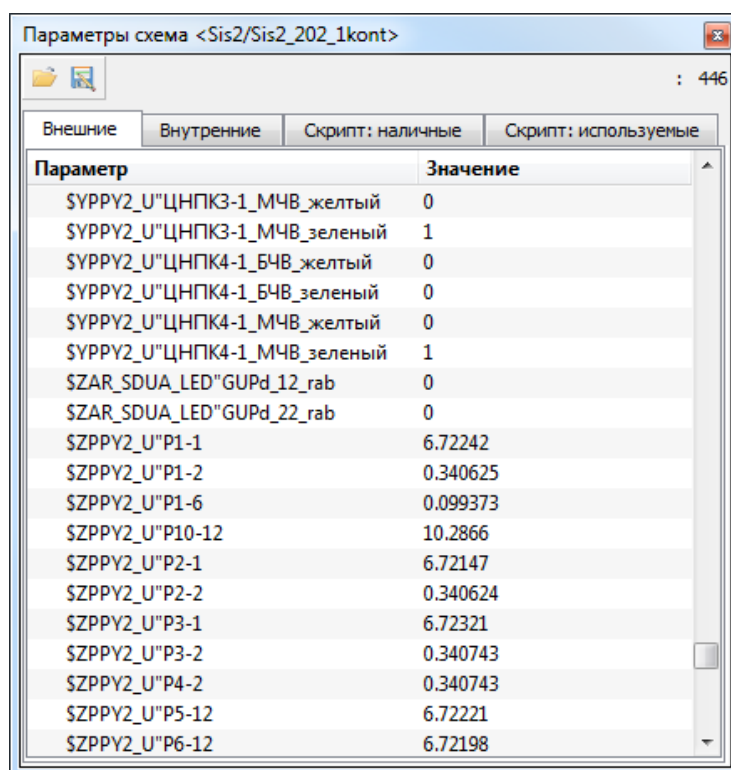 Параметры схема <Sis2/Sis2_202_1kont>
: 446
Внешние Внутренние Скрипт: наличные Скрипт: используемые
Параметр Значение
$YPPY2_U"ЦНПК3-1_МЧВ_желтый 0
$YPPY2_U"ЦНПК3-1_МЧВ_зеленый 1
$YPPY2_U"ЦНПК4-1_БЧВ_желтый 0
$YPPY2_U"ЦНПК4-1_БЧВ_зеленый 0
$YPPY2_U"ЦНПК4-1_МЧВ_желтый 0
$YPPY2_U"ЦНПК4-1_МЧВ_зеленый 1
$ZAR_SDUA_LED"GUPd_12_rab 0
$ZAR_SDUA_LED"GUPd_22_rab 0
$ZPPY2_U"P1-1 6.72242
$ZPPY2_U"P1-2 0.340625
$ZPPY2_U"P1-6 0.099373
$ZPPY2_U"P10-12 10.2866
$ZPPY2_U"P2-1 6.72147
$ZPPY2_U"P2-2 0.340624
$ZPPY2_U"P3-1 6.72321
$ZPPY2_U"P3-2 0.340743
$ZPPY2_U"P4-2 0.340743
$ZPPY2_U"P5-12 6.72221
$ZPPY2_U"P6-12 6.72198